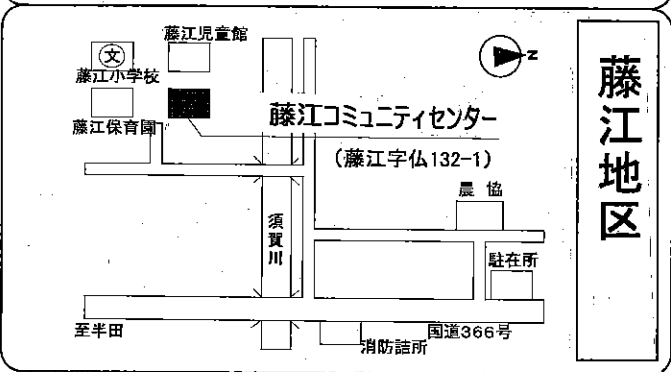 藤江地区
藤江児童館
文
藤江小学校
藤江保育園
N
藤江コミュニティセンター
(藤江字仏132-1)
農協
須賀川
駐在所
至半田
国道366号
消防詰所